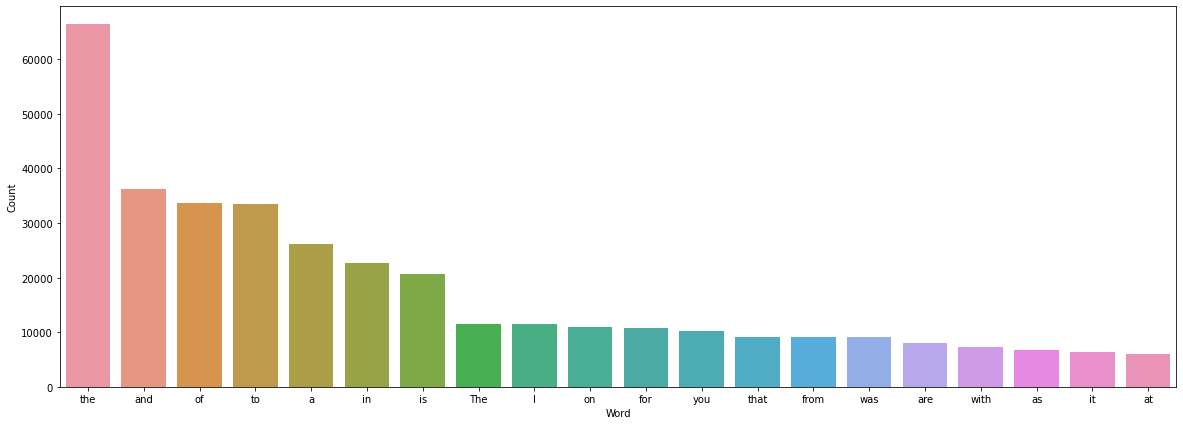 60000
50000
40000
30000
20000
10000
0
Count
the and of to a in is The I on for you that from was are with as it at
Word